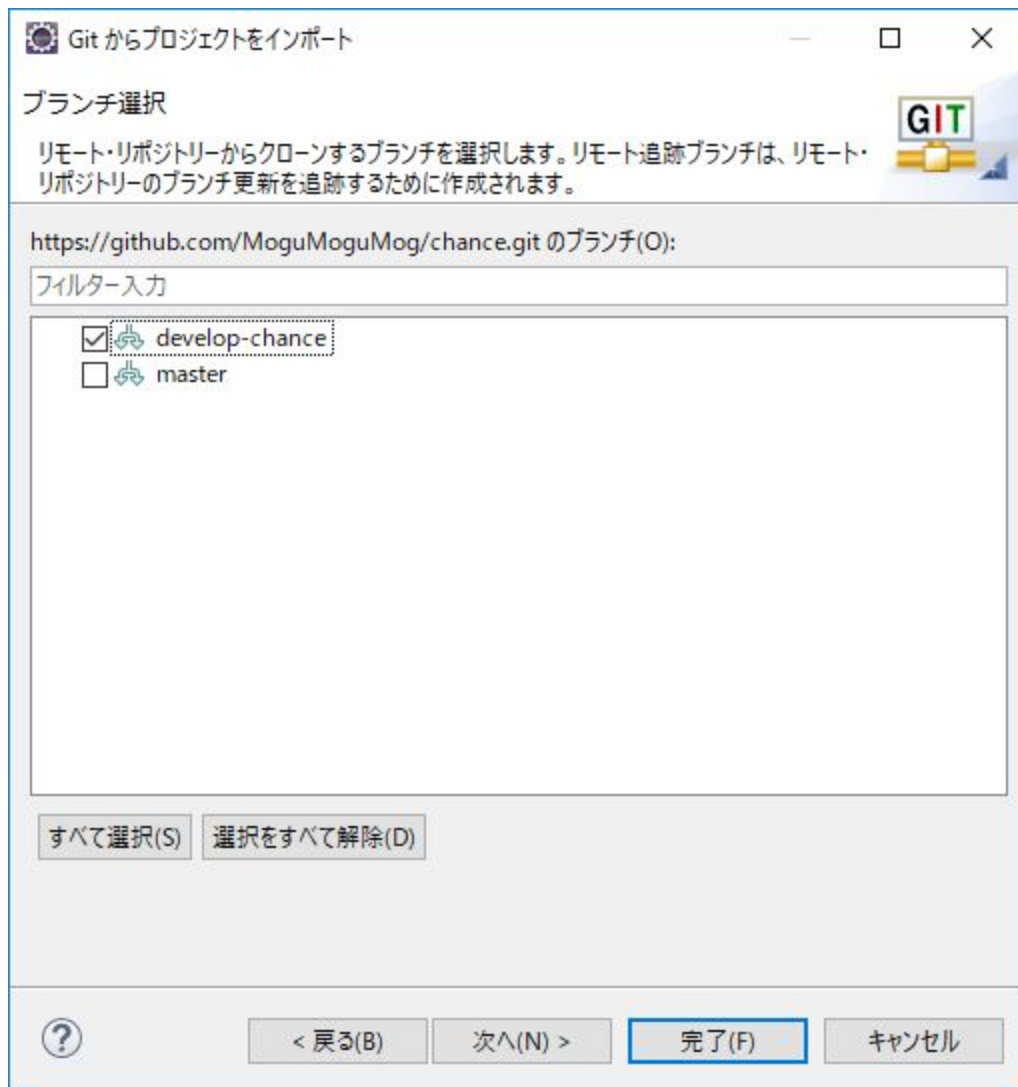 Git からプロジェクトをインポート
ブランチ選択
GIT
リモート・リポジトリーからクローンするブランチを選択します。リモート追跡ブランチは、リモート・
リポジトリーのブランチ更新を追跡するために作成されます。
https://github.com/MoguMoguMog/chance.git のブランチ(O):
フィルター入力
develop-chance
master
すべて選択(S) 選択をすべて解除(D)
? < 戻る(B) 次へ(N) > 完了(F) キャンセル